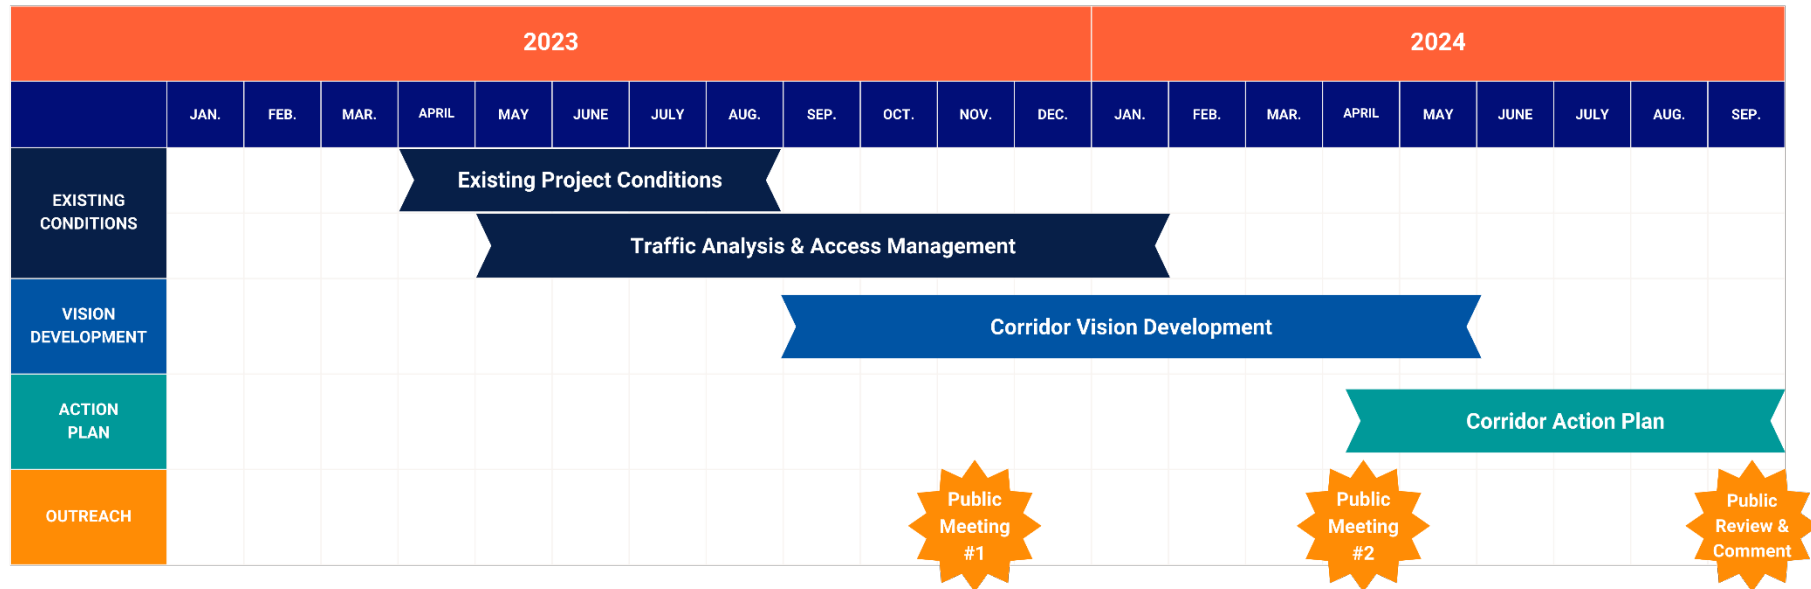 2023 2024
JAN. FEB. MAR. APRIL MAY JUNE JULY AUG. SEP. OCT. NOV. DEC. JAN. FEB. MAR. APRIL MAY JUNE JULY AUG. SEP.
EXISTING
CONDITIONS
Existing Project Conditions
Traffic Analysis & Access Management
VISION
DEVELOPMENT
Corridor Vision Development
ACTION
PLAN
Corridor Action Plan
OUTREACH
Public
Meeting
#1
Public
Meeting
#2
Public
Review &
Comment